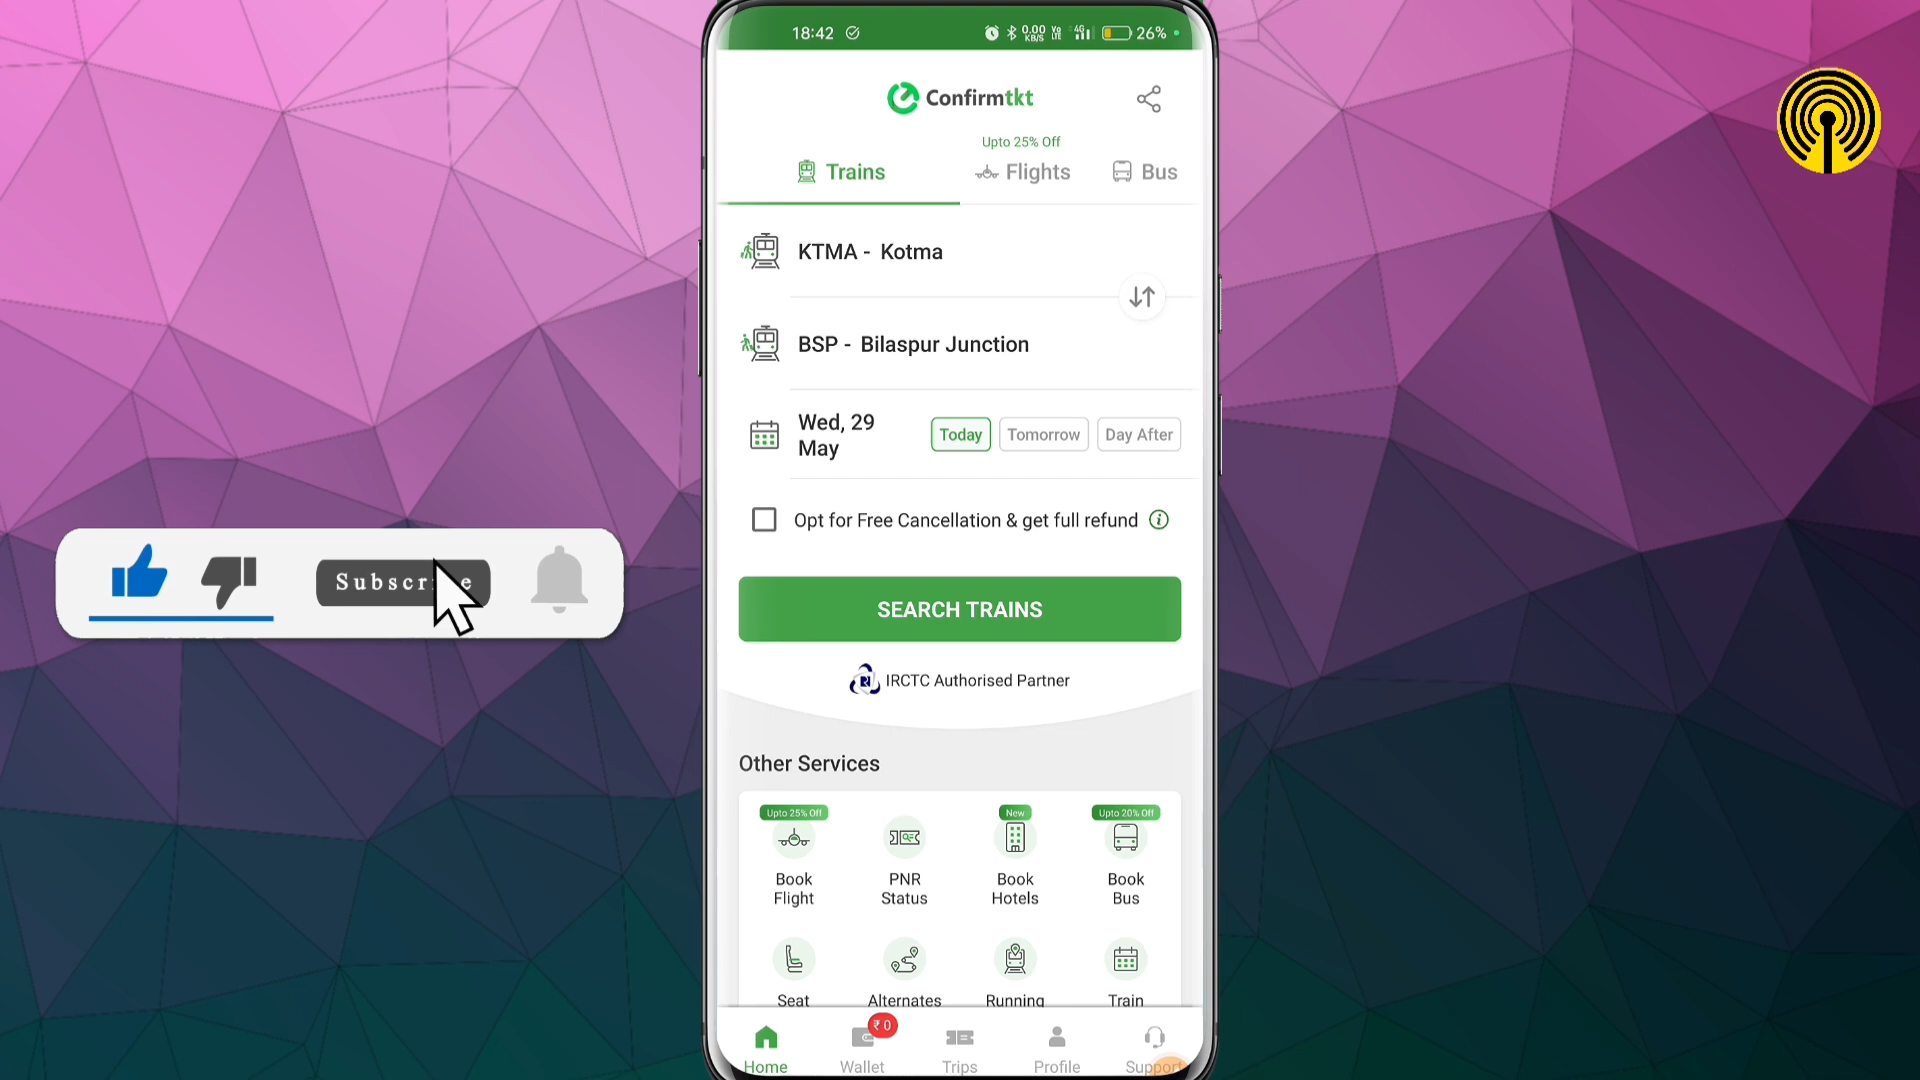 18:42
0.00 KB/S
4G
26%
Confirmtkt
Upto 25% Off
Trains
Flights
Bus
KTMA - Kotma
BSP - Bilaspur Junction
Wed, 29
May
Today
Tomorrow
Day After
Opt for Free Cancellation & get full refund
SEARCH TRAINS
IRCTC Authorised Partner
Other Services
Upto 25% Off
New
Upto 20% Off
Book
Flight
PNR
Status
Book
Hotels
Book
Bus
Seat
Alternates
Running
Train
₹ 0
Home
Wallet
Trips
Profile
Support